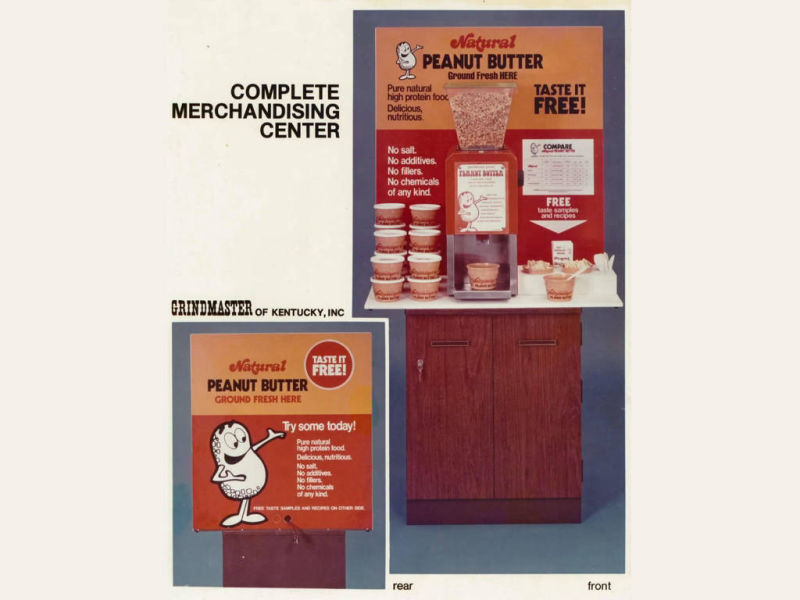 COMPLETE
MERCHANDISING
CENTER
Natural
PEANUT BUTTER
Ground Fresh HERE
Pure natural
high protein food
Delicious,
nutritious.
TASTE IT
FREE!
No salt.
No additives.
No fillers.
No chemicals
of any kind.
PEANUT BUTTER
COMPARE
FREE
taste samples
and recipes
GRINDMASTER OF KENTUCKY, INC
Natural
PEANUT BUTTER
GROUND FRESH HERE
TASTE IT
FREE!
Try some today!
Pure natural
high protein food.
Delicious, nutritious.
No salt.
No additives.
No fillers.
No chemicals
of any kind.
FREE TASTE SAMPLES AND RECIPES ON OTHER SIDE.
rear
front